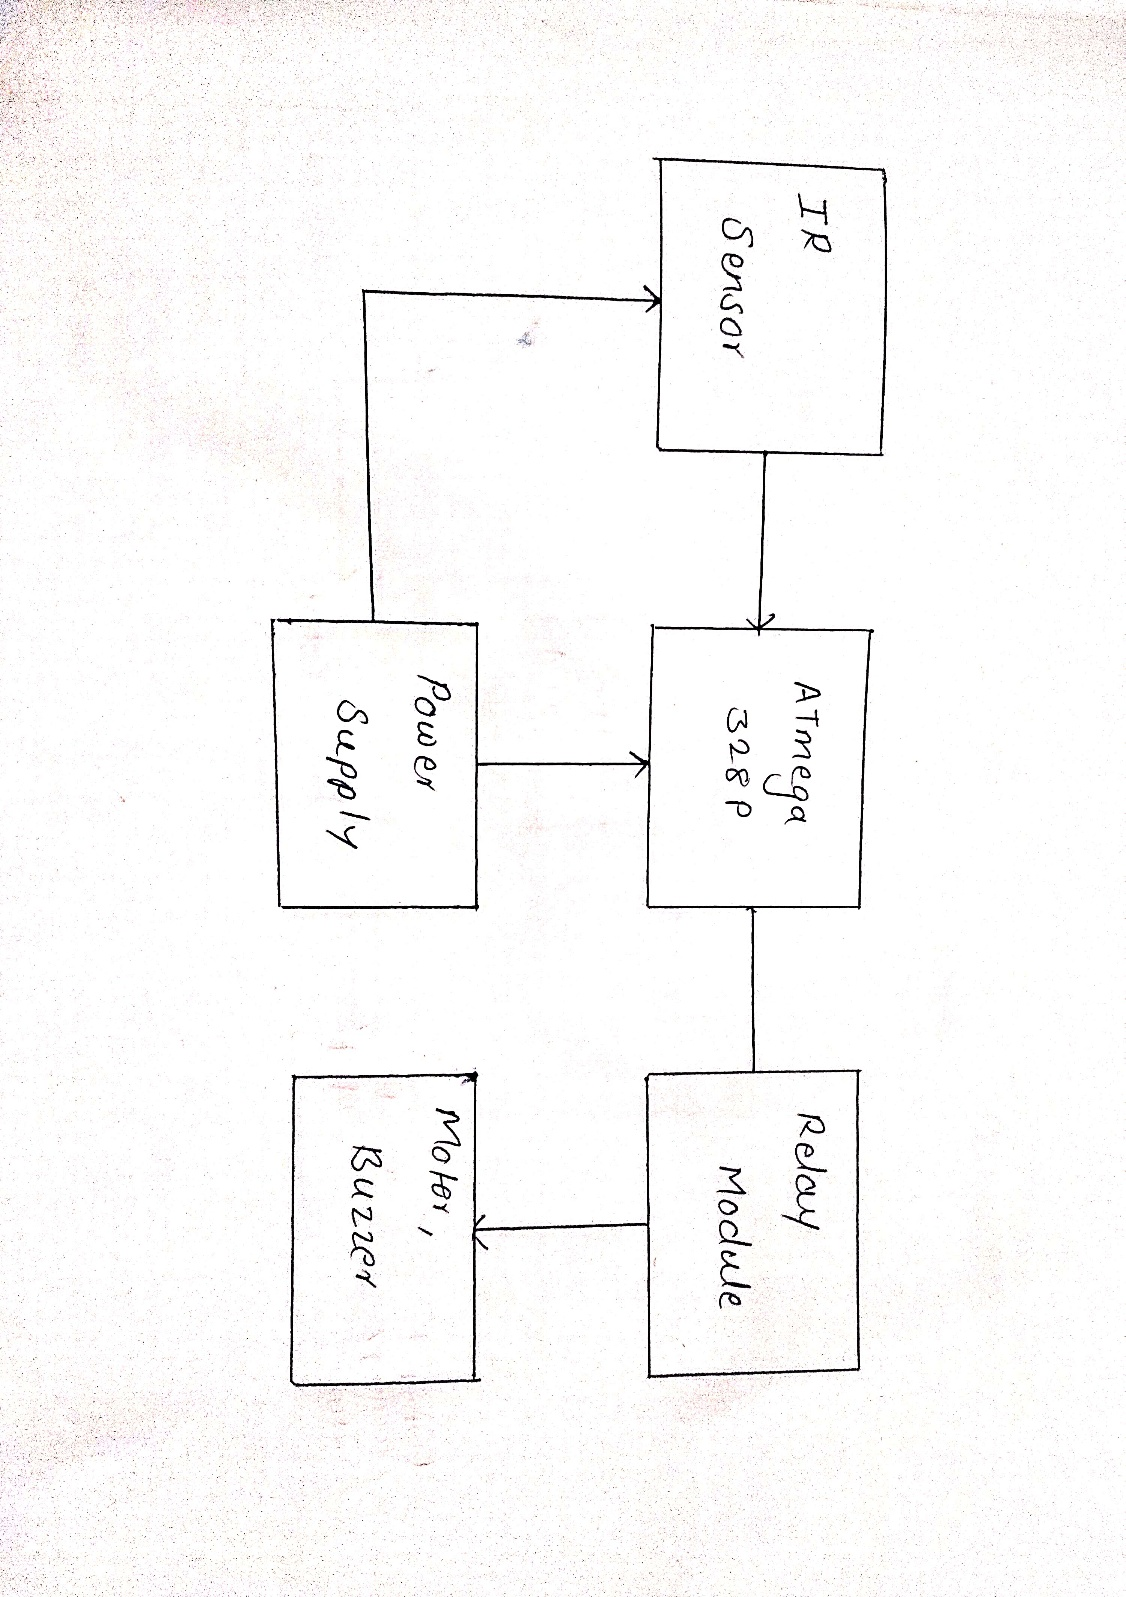 IR
Sensor
ATmega
328P
Relay
Module
Power
Supply
Motor,
Buzzer